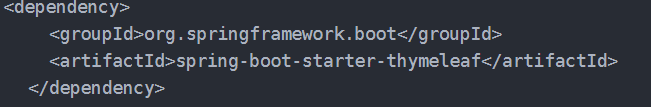 <dependency>
<groupId>org.springframework.boot</groupId>
<artifactId>spring-boot-starter-thymeleaf</artifactId>
</dependency>